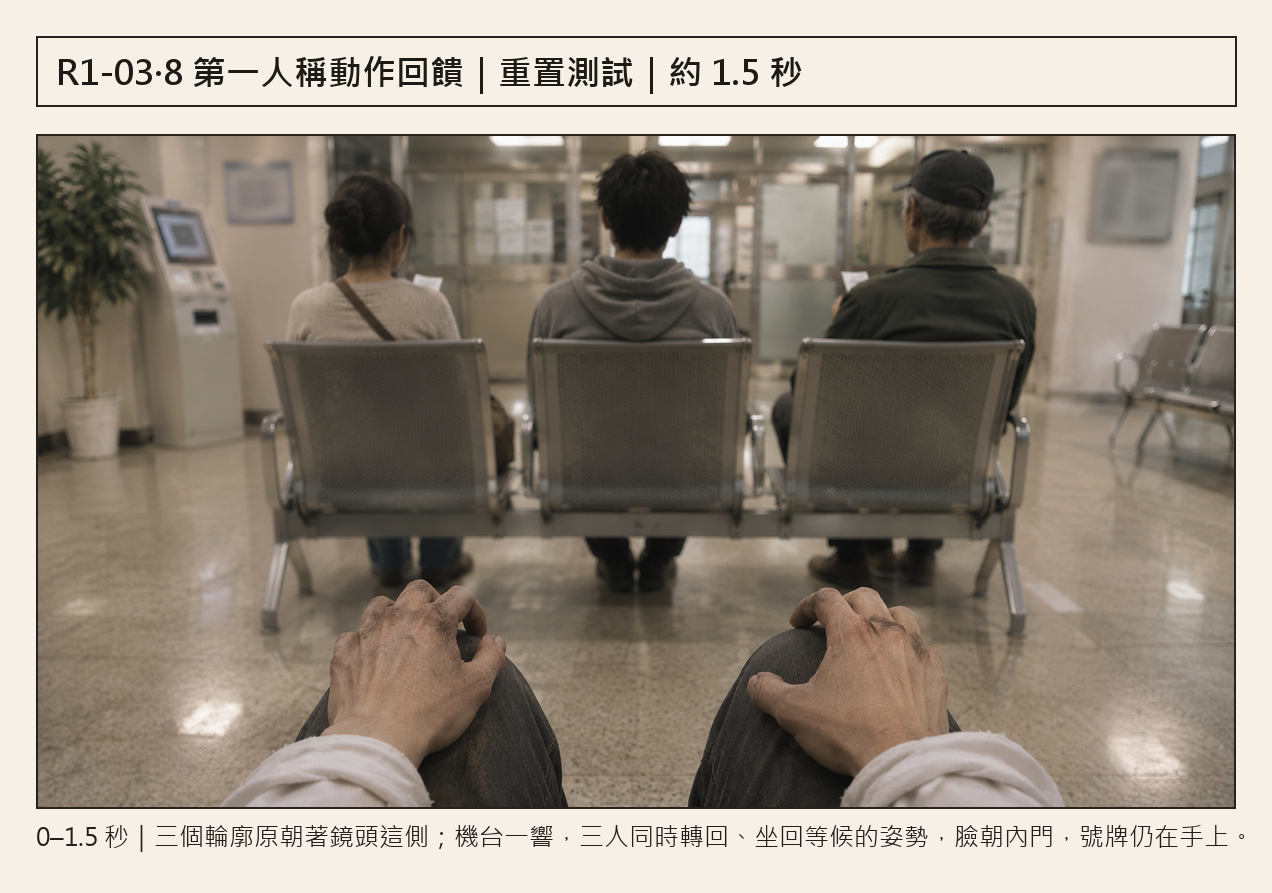 R1-03·8 第一人稱動作回饋｜重置測試｜約 1.5 秒
0–1.5 秒｜三個輪廓原朝著鏡頭這側；機台一響，三人同時轉回、坐回等候的姿勢，臉朝內門，號牌仍在手上。